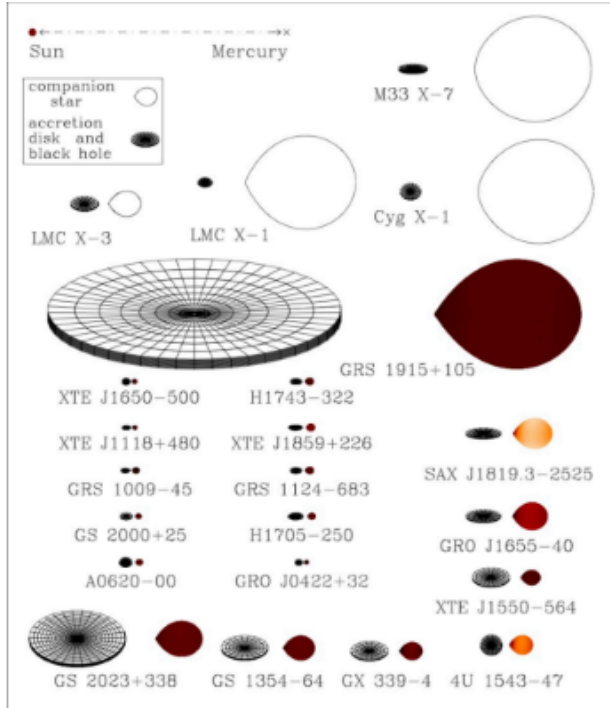 Sun Mercury
companion
star
accretion
disk and
black hole
M33 X-7
LMC X-3
LMC X-1
Cyg X-1
GRS 1915+105
XTE J1650-500
H1743-322
XTE J1118+480
XTE J1859+226
SAX J1819.3-2525
GRS 1009-45
GRS 1124-683
GS 2000+25
H1705-250
GRO J1655-40
A0620-00
GRO J0422+32
XTE J1550-564
GS 2023+338
GS 1354-64
GX 339-4
4U 1543-47